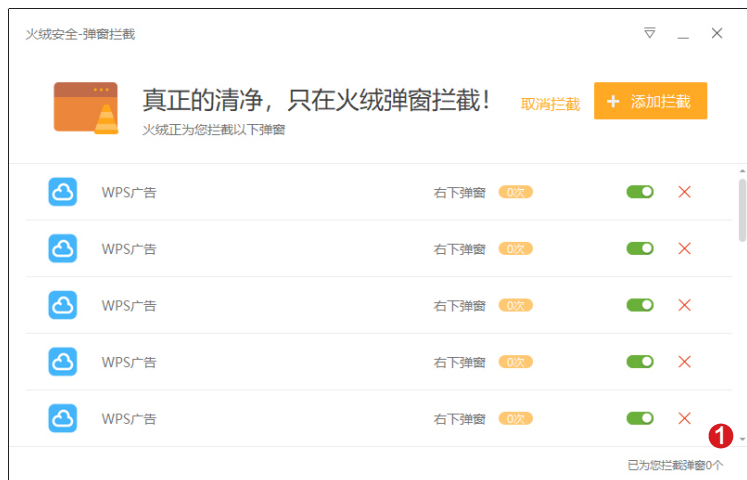 火绒安全-弹窗拦截
真正的清净，只在火绒弹窗拦截！
取消拦截
+ 添加拦截
火绒正为您拦截以下弹窗
WPS广告 右下弹窗 0次
WPS广告 右下弹窗 0次
WPS广告 右下弹窗 0次
WPS广告 右下弹窗 0次
WPS广告 右下弹窗 0次
1
已为您拦截弹窗0个